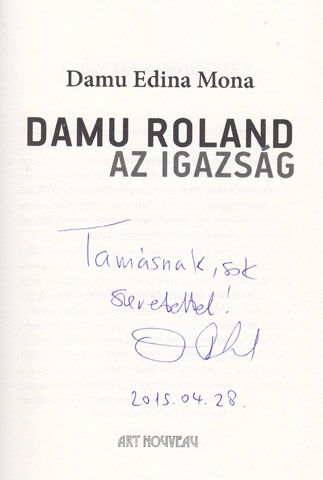 Damu Edina Mona
DAMU ROLAND
AZ IGAZSÁG
Tamásnak, sok
szeretettel!
2015.04.28.
ART NOUVEAU